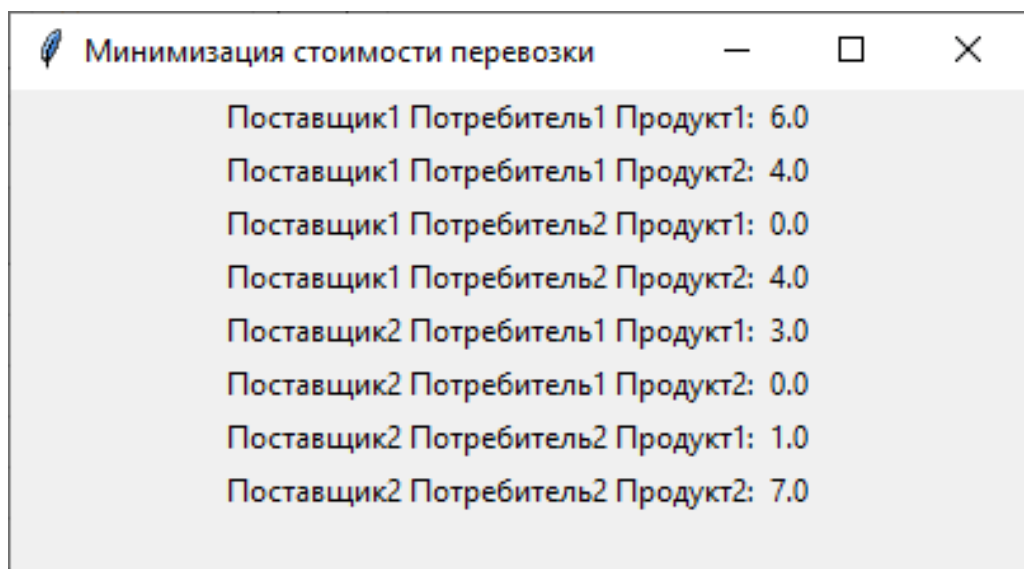 Минимизация стоимости перевозки
Поставщик1 Потребитель1 Продукт1: 6.0
Поставщик1 Потребитель1 Продукт2: 4.0
Поставщик1 Потребитель2 Продукт1: 0.0
Поставщик1 Потребитель2 Продукт2: 4.0
Поставщик2 Потребитель1 Продукт1: 3.0
Поставщик2 Потребитель1 Продукт2: 0.0
Поставщик2 Потребитель2 Продукт1: 1.0
Поставщик2 Потребитель2 Продукт2: 7.0